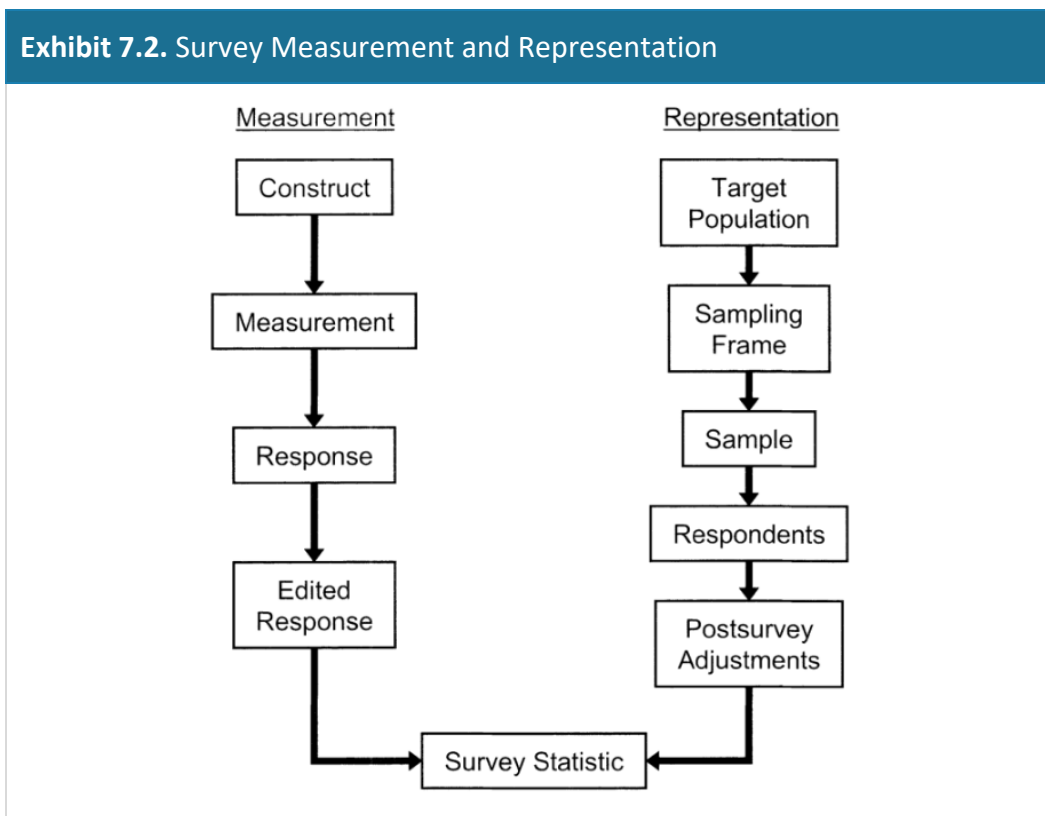 Exhibit 7.2. Survey Measurement and Representation
Measurement
Construct
Measurement
Response
Edited
Response
Representation
Target
Population
Sampling
Frame
Sample
Respondents
Postsurvey
Adjustments
Survey Statistic